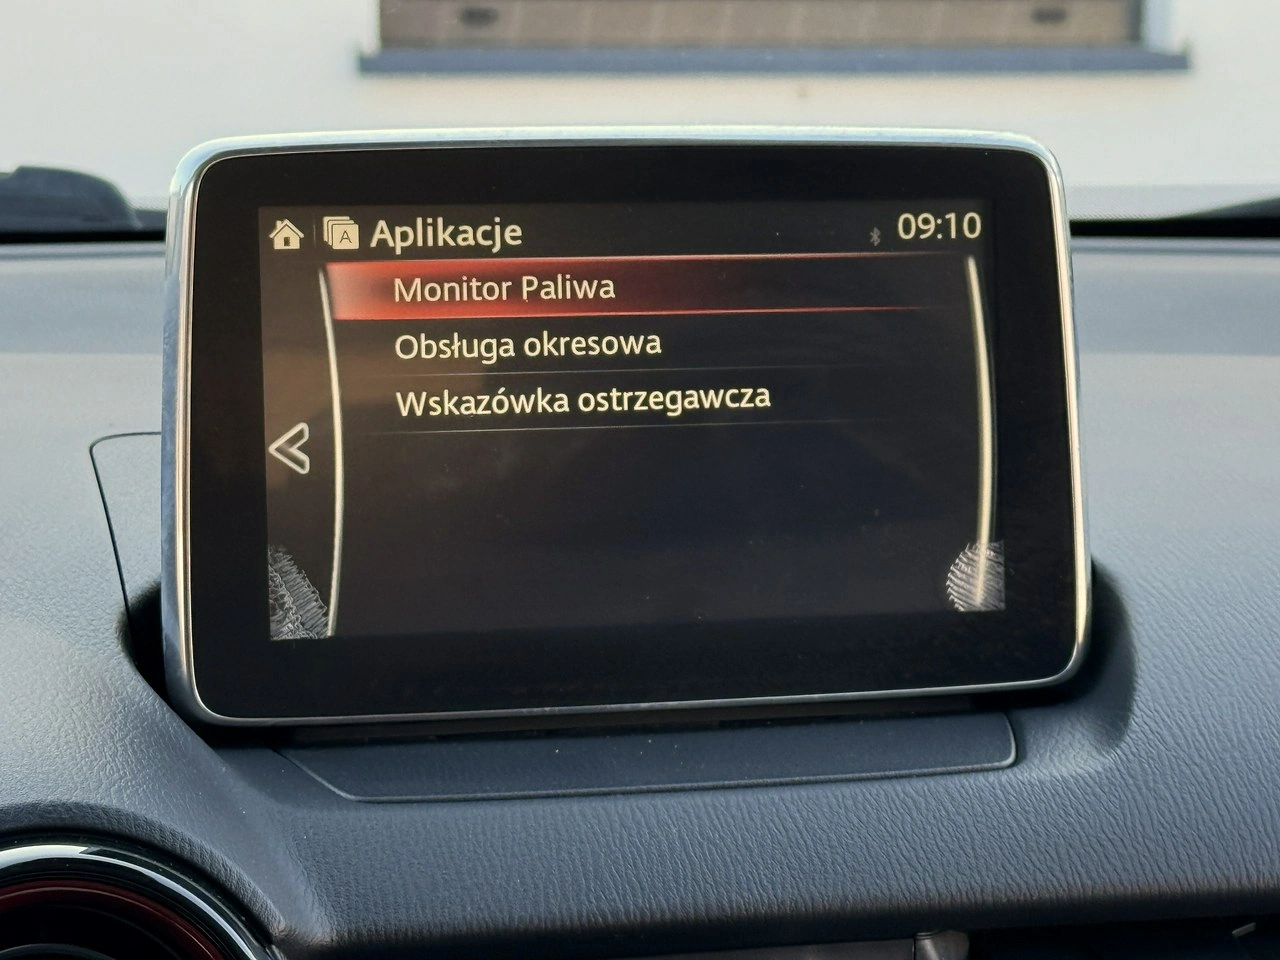 Aplikacje 09:10
Monitor Paliwa
Obsługa okresowa
Wskazówka ostrzegawcza